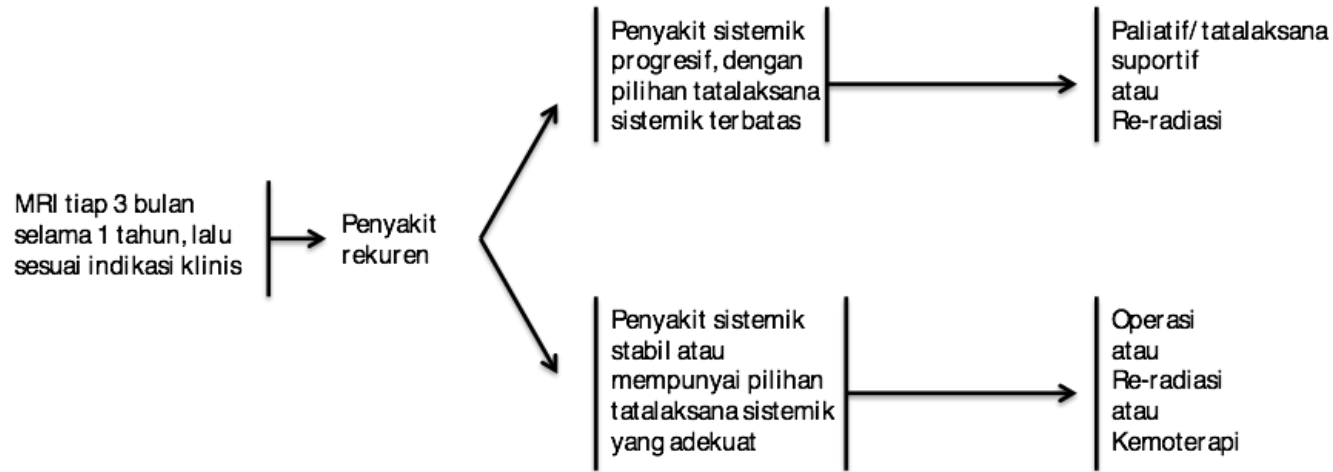 MRI tiap 3 bulan
selama 1 tahun, lalu
sesuai indikasi klinis
Penyakit
rekuren
Penyakit sistemik
progresif, dengan
pilihan tatalaksana
sistemik terbatas
Paliatif/ tatalaksana
suportif
atau
Re-radiasi
Penyakit sistemik
stabil atau
mempunyai pilihan
tatalaksana sistemik
yang adekuat
Operasi
atau
Re-radiasi
atau
Kemoterapi